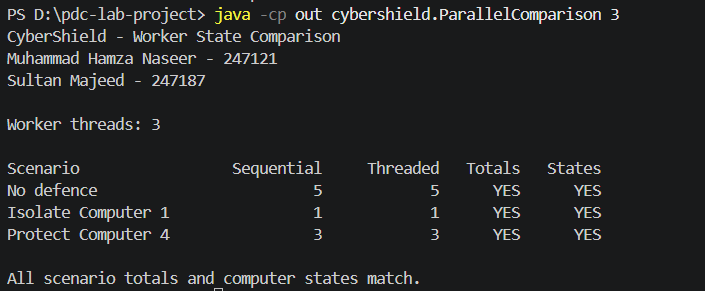 PS D:\pdc-lab-project> java -cp out cybershield.ParallelComparison 3
CyberShield - Worker State Comparison
Muhammad Hamza Naseer - 247121
Sultan Majeed - 247187
Worker threads: 3
Scenario Sequential Threaded Totals States
No defence 5 5 YES YES
Isolate Computer 1 1 1 YES YES
Protect Computer 4 3 3 YES YES
All scenario totals and computer states match.